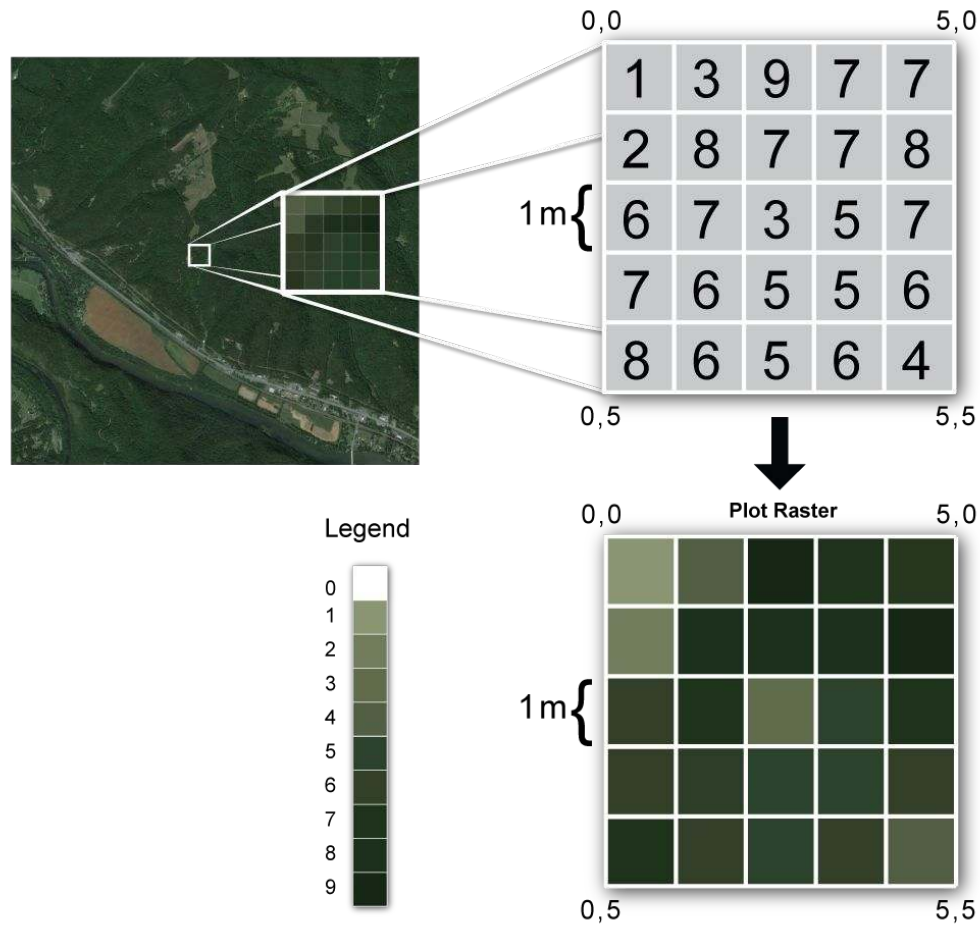 0,0 5,0
1 3 9 7 7
2 8 7 7 8
1m{ 6 7 3 5 7
7 6 5 5 6
8 6 5 6 4
0,5 5,5
Plot Raster
0,0 5,0
1m{
0,5 5,5
Legend
0
1
2
3
4
5
6
7
8
9